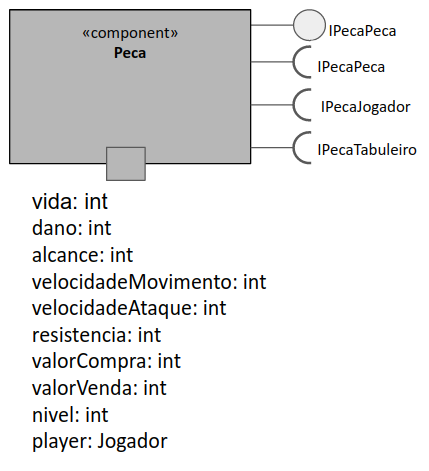 «component»
Peca
IPecaPeca
IPecaPeca
IPecaJogador
IPecaTabuleiro
vida: int
dano: int
alcance: int
velocidadeMovimento: int
velocidadeAtaque: int
resistencia: int
valorCompra: int
valorVenda: int
nivel: int
player: Jogador